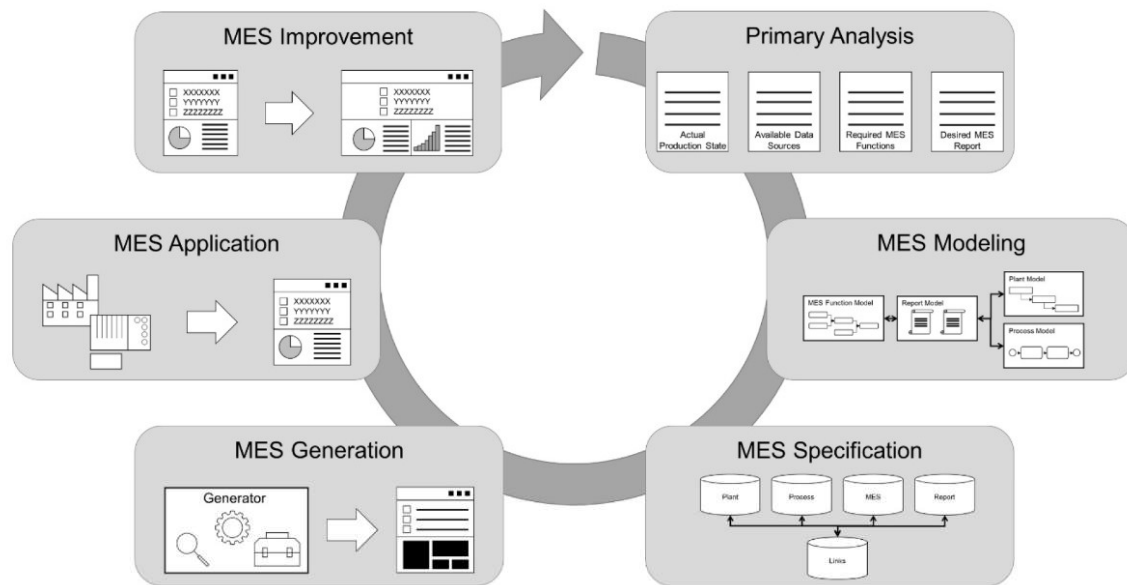 MES Improvement
XXXXXXX
YYYYYYY
ZZZZZZZZ
XXXXXXX
YYYYYYY
ZZZZZZZZ
Primary Analysis
Actual
Production State
Available Data
Sources
Required MES
Functions
Desired MES
Report
MES Application
XXXXXXX
YYYYYYY
ZZZZZZZZ
MES Modeling
MES Function Model
Report Model
Plant Model
Process Model
MES Generation
Generator
MES Specification
Plant
Process
MES
Report
Links